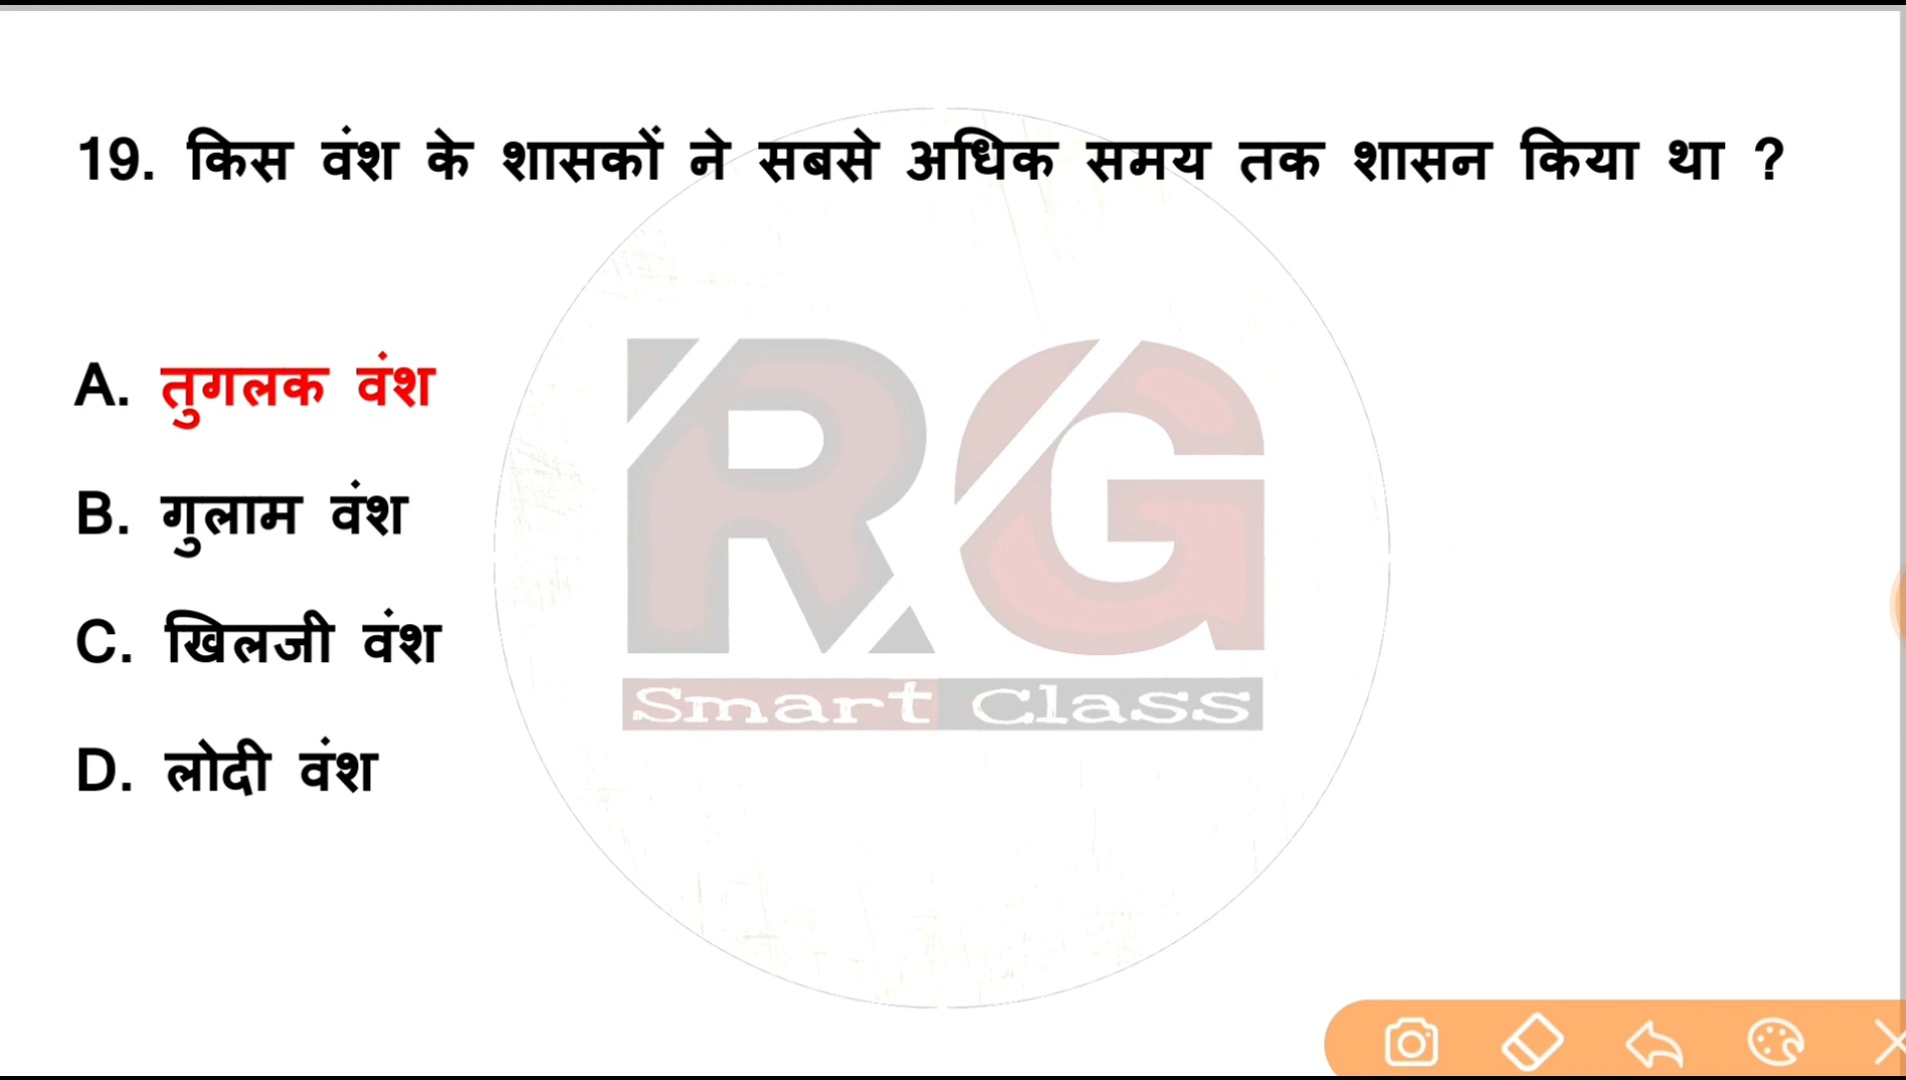 19. किस वंश के शासकों ने सबसे अधिक समय तक शासन किया था ?
A. तुगलक वंश
B. गुलाम वंश
C. खिलजी वंश
D. लोदी वंश
RG
Smart Class